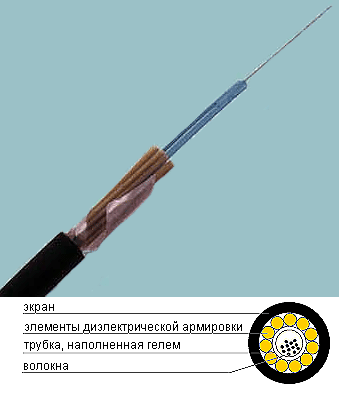 экран
элементы диэлектрической армировки
трубка, наполненная гелем
волокна